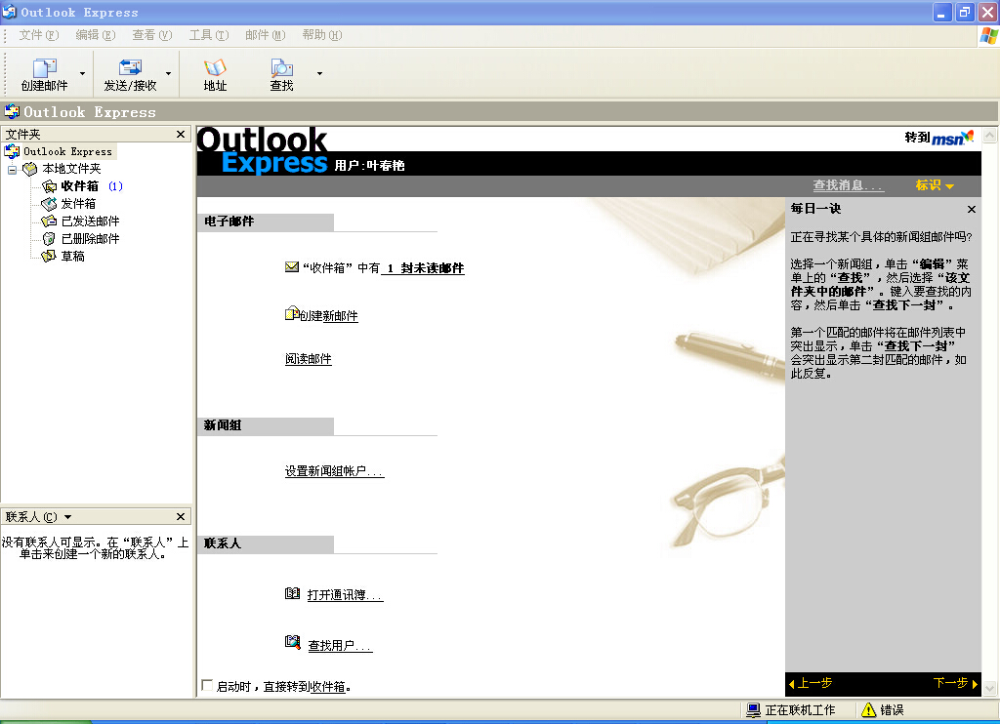 Outlook Express
文件(F) 编辑(E) 查看(V) 工具(T) 邮件(M) 帮助(H)
创建邮件 发送/接收 地址 查找
Outlook Express
文件夹
Outlook Express
本地文件夹
收件箱 (1)
发件箱
已发送邮件
已删除邮件
草稿
联系人(C)
没有联系人可显示。在“联系人”上
单击来创建一个新的联系人。
Outlook
Express 用户:叶春艳
转到 msn
查找消息... 标识
电子邮件
“收件箱”中有 1 封未读邮件
创建新邮件
阅读邮件
新闻组
设置新闻组帐户...
联系人
打开通讯簿...
查找用户...
启动时，直接转到收件箱。
每日一诀
正在寻找某个具体的新闻组邮件吗?
选择一个新闻组，单击“编辑”菜
单上的“查找”，然后选择“该文
件夹中的邮件”。键入要查找的内
容，然后单击“查找下一封”。
第一个匹配的邮件将在邮件列表中
突出显示，单击“查找下一封”
会突出显示第二封匹配的邮件，如
此反复。
上一步 下一步
正在联机工作 错误